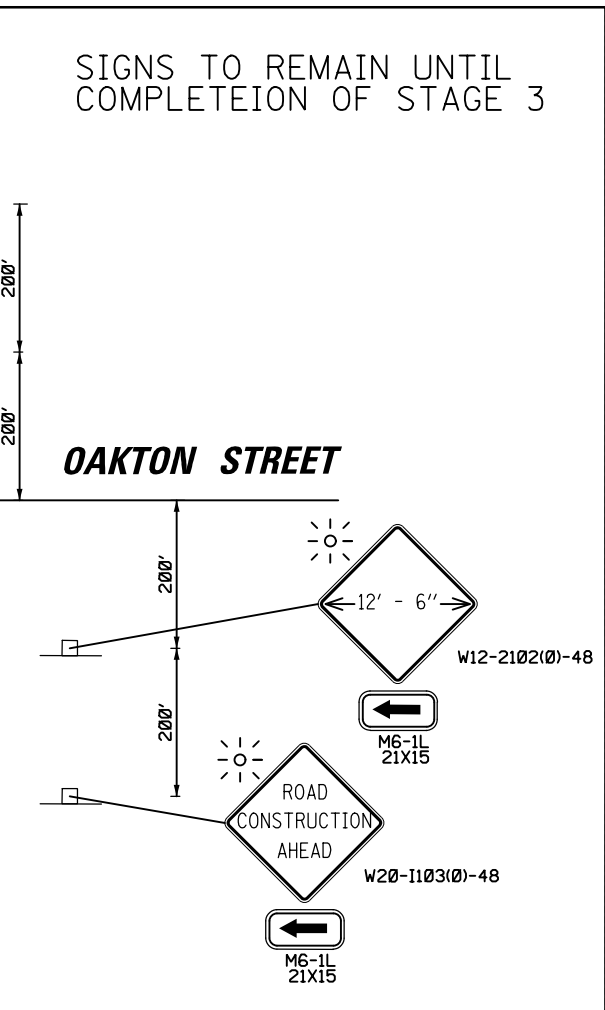 SIGNS TO REMAIN UNTIL
COMPLETEION OF STAGE 3
200'
200'
OAKTON STREET
200'
12' - 6"
W12-2102(0)-48
M6-1L
21X15
200'
ROAD
CONSTRUCTION
AHEAD
W20-I103(0)-48
M6-1L
21X15